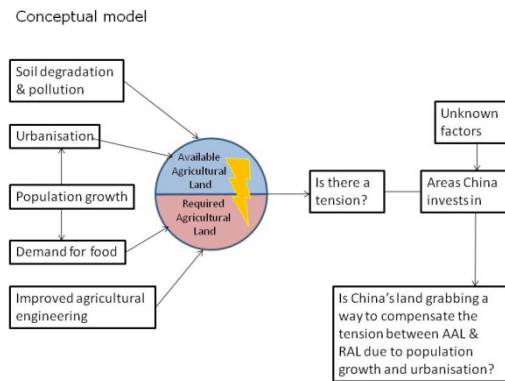 Conceptual model
Soil degradation
& pollution
Urbanisation
Population growth
Demand for food
Improved agricultural
engineering
Available
Agricultural
Land
Required
Agricultural
Land
Is there a
tension?
Unknown
factors
Areas China
invests in
Is China's land grabbing a
way to compensate the
tension between AAL &
RAL due to population
growth and urbanisation?